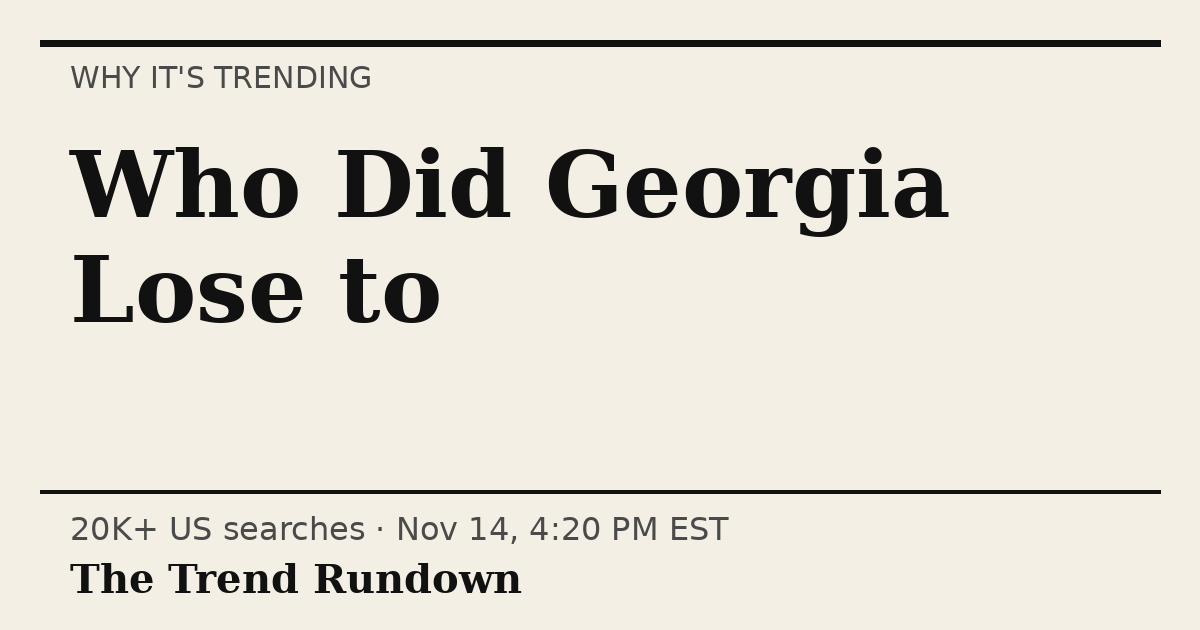 WHY IT'S TRENDING
Who Did Georgia
Lose to
20K+ US searches · Nov 14, 4:20 PM EST
The Trend Rundown